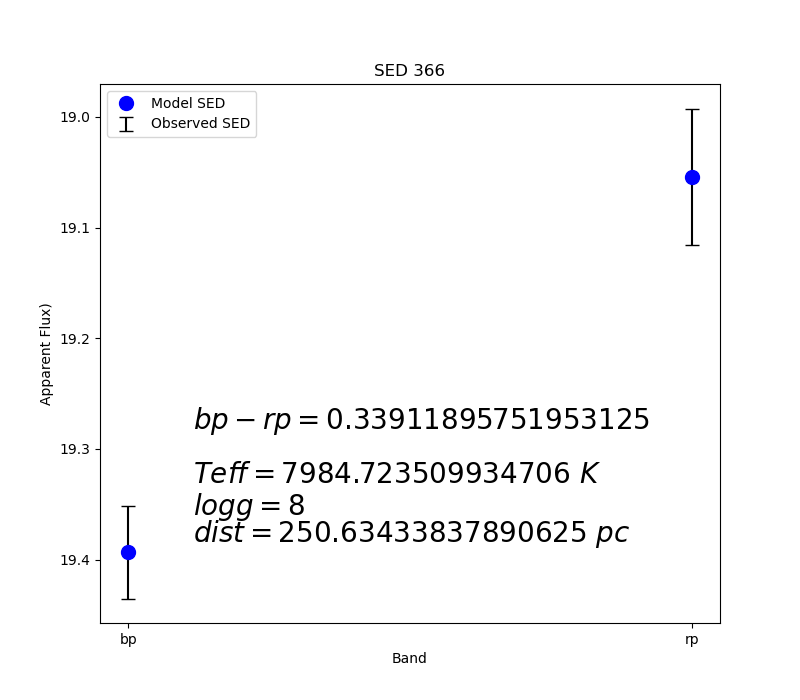 SED 366
Model SED
Observed SED
19.0
19.1
19.2
19.3
19.4
Apparent Flux)
bp − rp = 0.33911895751953125
Teff = 7984.723509934706 K
logg = 8
dist = 250.63433837890625 pc
bp
rp
Band